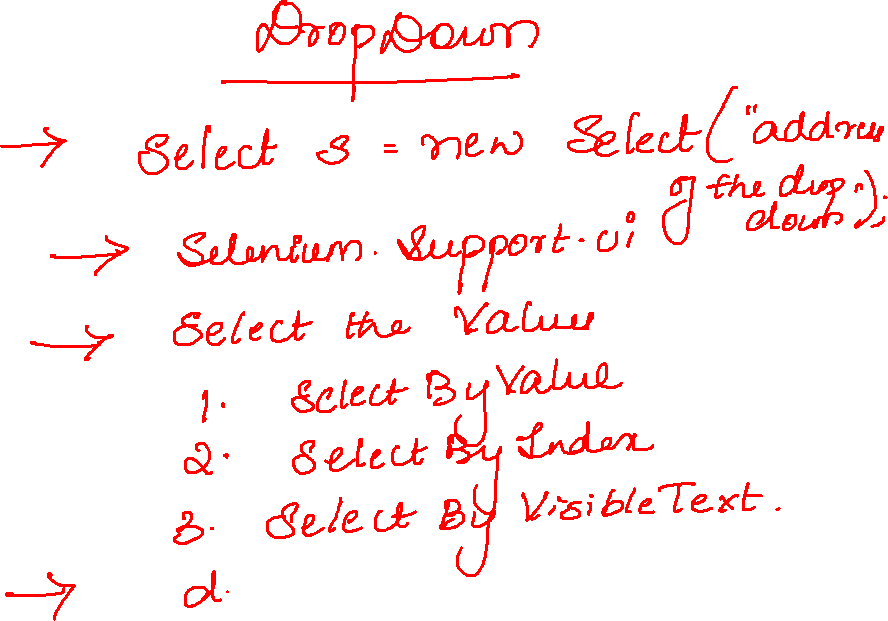 DropDown
→ Select s = new Select("address
of the drop
down");
→ Selenium.Support.ui
→ Select the Values
1. Select By Value
2. Select By Index
3. Select By VisibleText.
→ d.